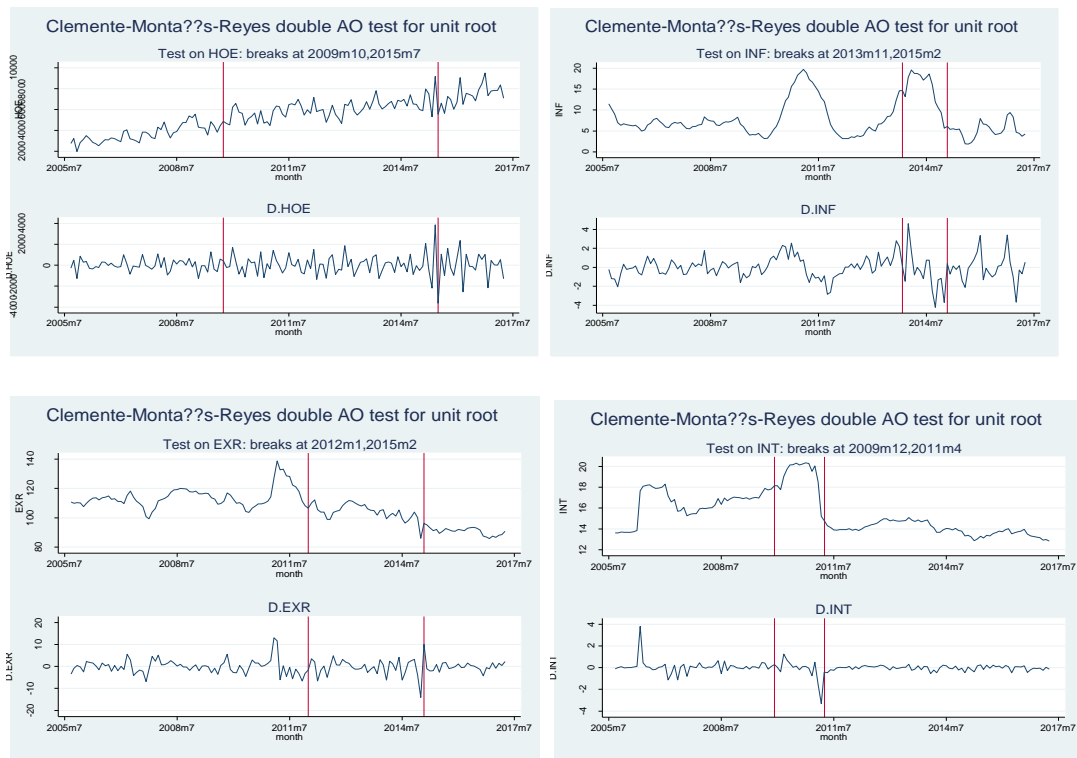 Clemente-Monta??s-Reyes double AO test for unit root
Test on HOE: breaks at 2009m10,2015m7
10000
2000
4000
2005m7
2008m7
2011m7
2014m7
2017m7
month
D.HOE
4000
2000
0
D.HOE
2005m7
2008m7
2011m7
2014m7
2017m7
month
Clemente-Monta??s-Reyes double AO test for unit root
Test on INF: breaks at 2013m11,2015m2
INF
20
15
10
5
0
2005m7
2008m7
2011m7
2014m7
2017m7
month
D.INF
D.INF
4
2
0
-2
-4
2005m7
2008m7
2011m7
2014m7
2017m7
month
Clemente-Monta??s-Reyes double AO test for unit root
Test on EXR: breaks at 2012m1,2015m2
EXR
140
120
100
80
2005m7
2008m7
2011m7
2014m7
2017m7
month
D.EXR
D.EXR
20
10
0
-10
-20
2005m7
2008m7
2011m7
2014m7
2017m7
month
Clemente-Monta??s-Reyes double AO test for unit root
Test on INT: breaks at 2009m12,2011m4
INT
20
18
16
14
12
2005m7
2008m7
2011m7
2014m7
2017m7
month
D.INT
D.INT
4
2
0
-2
-4
2005m7
2008m7
2011m7
2014m7
2017m7
month